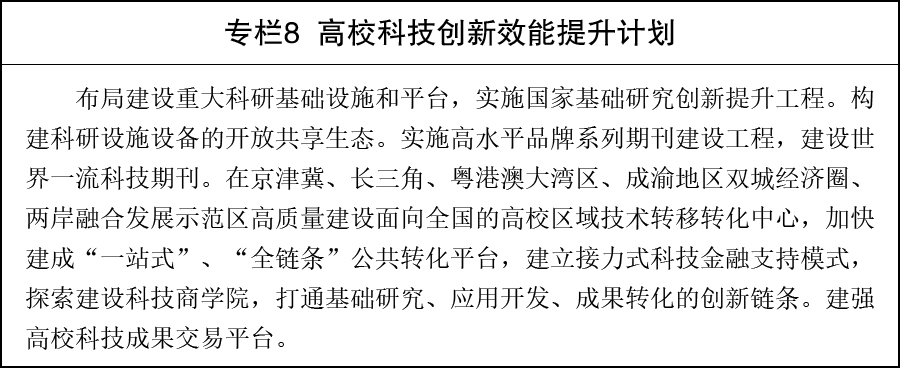 专栏8 高校科技创新效能提升计划
布局建设重大科研基础设施和平台，实施国家基础研究创新提升工程。构
建科研设施设备的开放共享生态。实施高水平品牌系列期刊建设工程，建设世
界一流科技期刊。在京津冀、长三角、粤港澳大湾区、成渝地区双城经济圈、
两岸融合发展示范区高质量建设面向全国的高校区域技术转移转化中心，加快
建成“一站式”、“全链条”公共转化平台，建立接力式科技金融支持模式，
探索建设科技商学院，打通基础研究、应用开发、成果转化的创新链条。建强
高校科技成果交易平台。